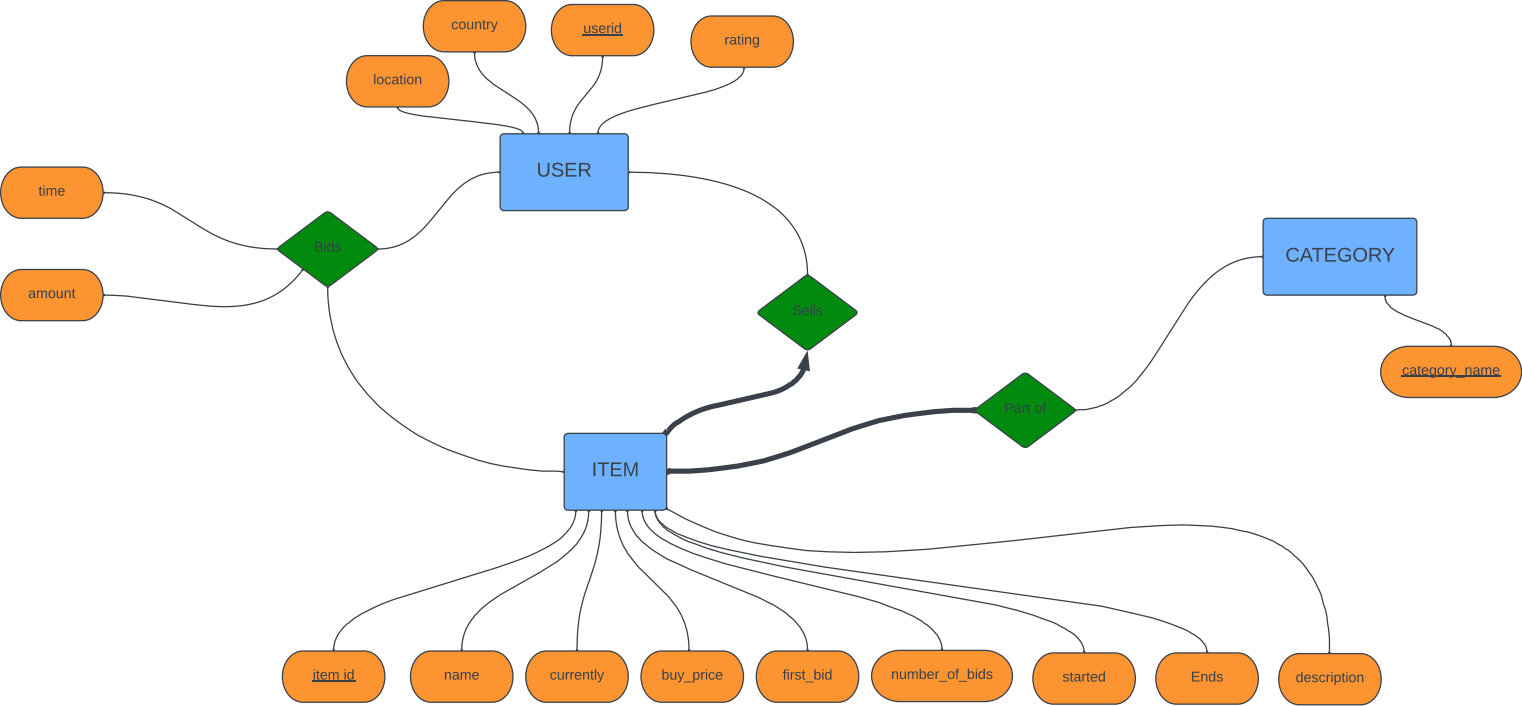 country
userid
rating
location
USER
time
Bids
CATEGORY
amount
Sells
category_name
Part of
ITEM
item id
name
currently
buy_price
first_bid
number_of_bids
started
Ends
description